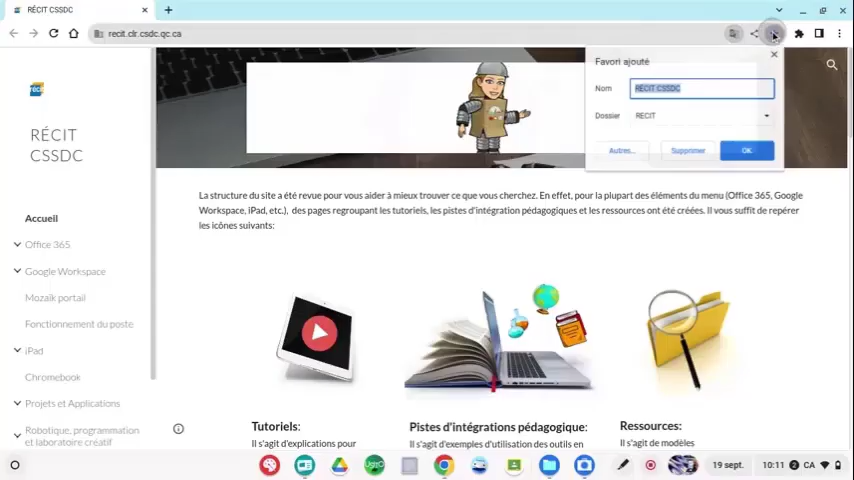 RÉCIT CSSDC
recit.clr.csdc.qc.ca
Favori ajouté
Nom
RÉCIT CSSDC
Dossier
RECIT
Autres...
Supprimer
OK
récit
RÉCIT
CSSDC
Accueil
Office 365
Google Workspace
Mozaïk portail
Fonctionnement du poste
iPad
Chromebook
Projets et Applications
Robotique, programmation
et laboratoire créatif
La structure du site a été revue pour vous aider à mieux trouver ce que vous cherchez. En effet, pour la plupart des éléments du menu (Office 365, Google
Workspace, iPad, etc.), des pages regroupant les tutoriels, les pistes d'intégration pédagogiques et les ressources ont été créées. Il vous suffit de repérer
les icônes suivants:
Tutoriels:
Il s'agit d'explications pour
Pistes d'intégrations pédagogique:
Il s'agit d'exemples d'utilisation des outils en
Ressources:
Il s'agit de modèles
19 sept.
10:11
2
CA